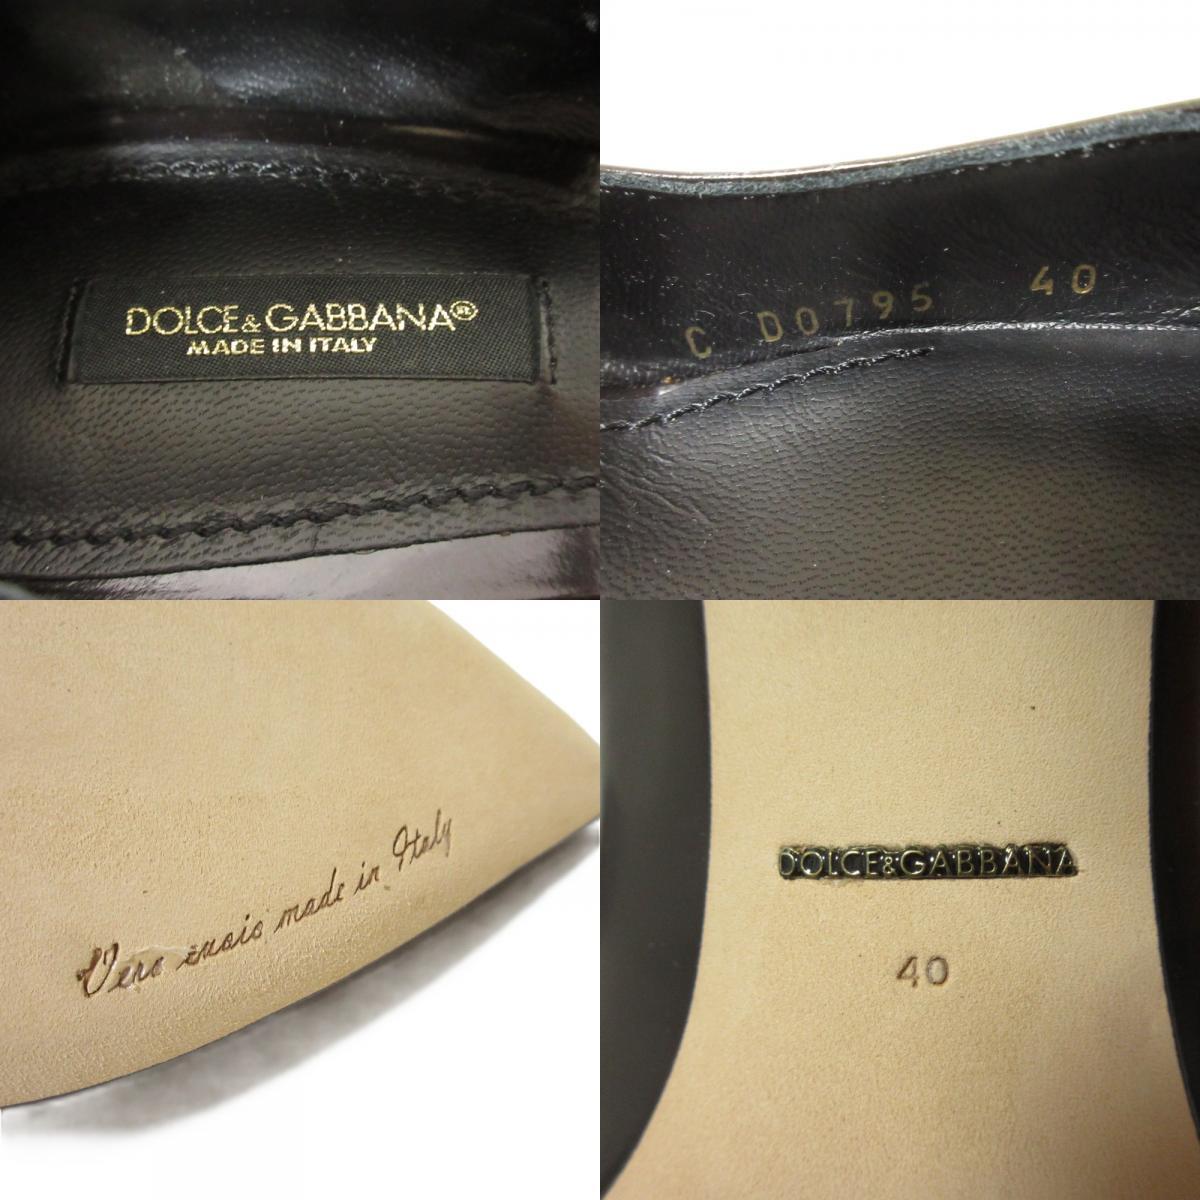 DOLCE&GABBANA®
MADE IN ITALY
C D0795 40
Vero cuoio made in Italy
DOLCE&GABBANA
40